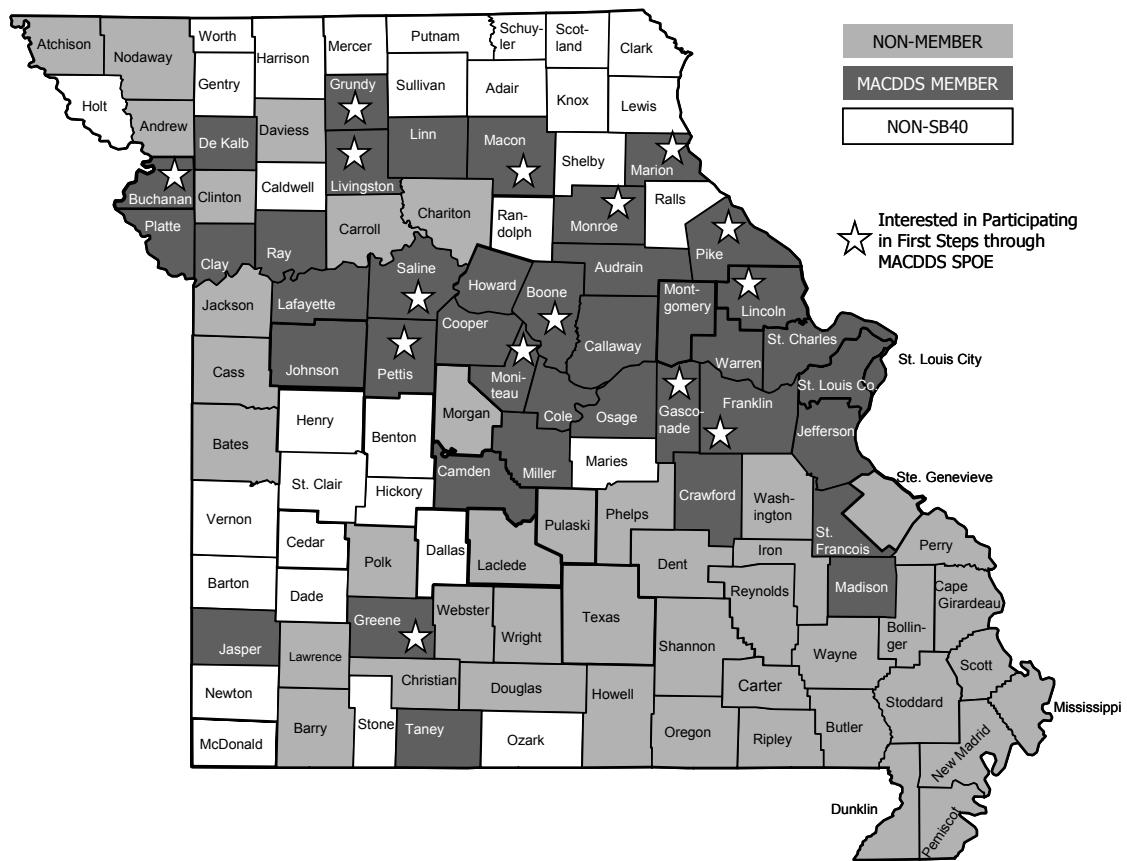 Atchison
Nodaway
Worth
Harrison
Mercer
Putnam
Schuy-
ler
Scot-
land
Clark
NON-MEMBER
MACDDS MEMBER
NON-SB40
Holt
Gentry
Grundy
Sullivan
Adair
Knox
Lewis
Andrew
De Kalb
Daviess
Linn
Macon
Shelby
Marion
Buchanan
Clinton
Caldwell
Livingston
Chariton
Ran-
dolph
Monroe
Ralls
Interested in Participating
in First Steps through
MACDDS SPOE
Platte
Clay
Ray
Carroll
Saline
Howard
Boone
Audrain
Pike
Jackson
Lafayette
Cooper
Callaway
Mont-
gomery
Lincoln
Cass
Johnson
Pettis
Moni-
teau
Warren
St. Charles
St. Louis City
St. Louis Co.
Bates
Henry
Benton
Morgan
Cole
Osage
Gasco-
nade
Franklin
Jefferson
St. Clair
Hickory
Camden
Miller
Maries
Crawford
Wash-
ington
Ste. Genevieve
Vernon
Cedar
Polk
Dallas
Laclede
Pulaski
Phelps
Dent
Iron
St.
Francois
Perry
Barton
Dade
Greene
Webster
Wright
Texas
Shannon
Reynolds
Madison
Bollin-
ger
Cape
Girardeau
Jasper
Lawrence
Christian
Douglas
Howell
Carter
Wayne
Stoddard
Scott
Mississippi
Newton
McDonald
Barry
Stone
Taney
Ozark
Oregon
Ripley
Butler
New Madrid
Dunklin
Pemiscot